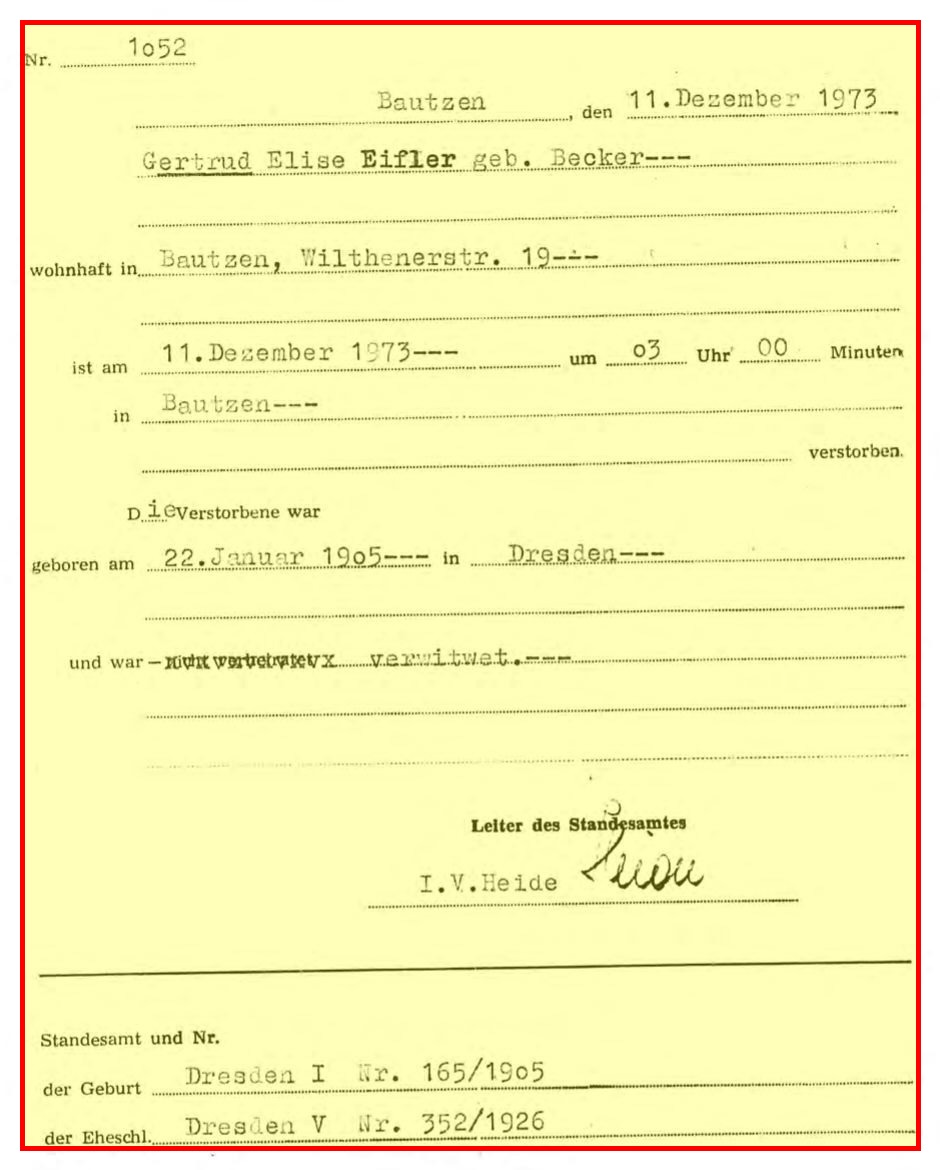 Nr. 1o52
Bautzen, den 11.Dezember 1973
Gertrud Elise Eifler geb. Becker---
wohnhaft in Bautzen, Wilthenerstr. 19---
ist am 11.Dezember 1973--- um o3 Uhr 00 Minuten
in Bautzen---
verstorben.
Die Verstorbene war
geboren am 22.Januar 19o5--- in Dresden---
und war – verwitwet.---
Leiter des Standesamtes
I.V.Heide
Standesamt und Nr.
der Geburt Dresden I Nr. 165/19o5
der Eheschl. Dresden V Nr. 352/1926